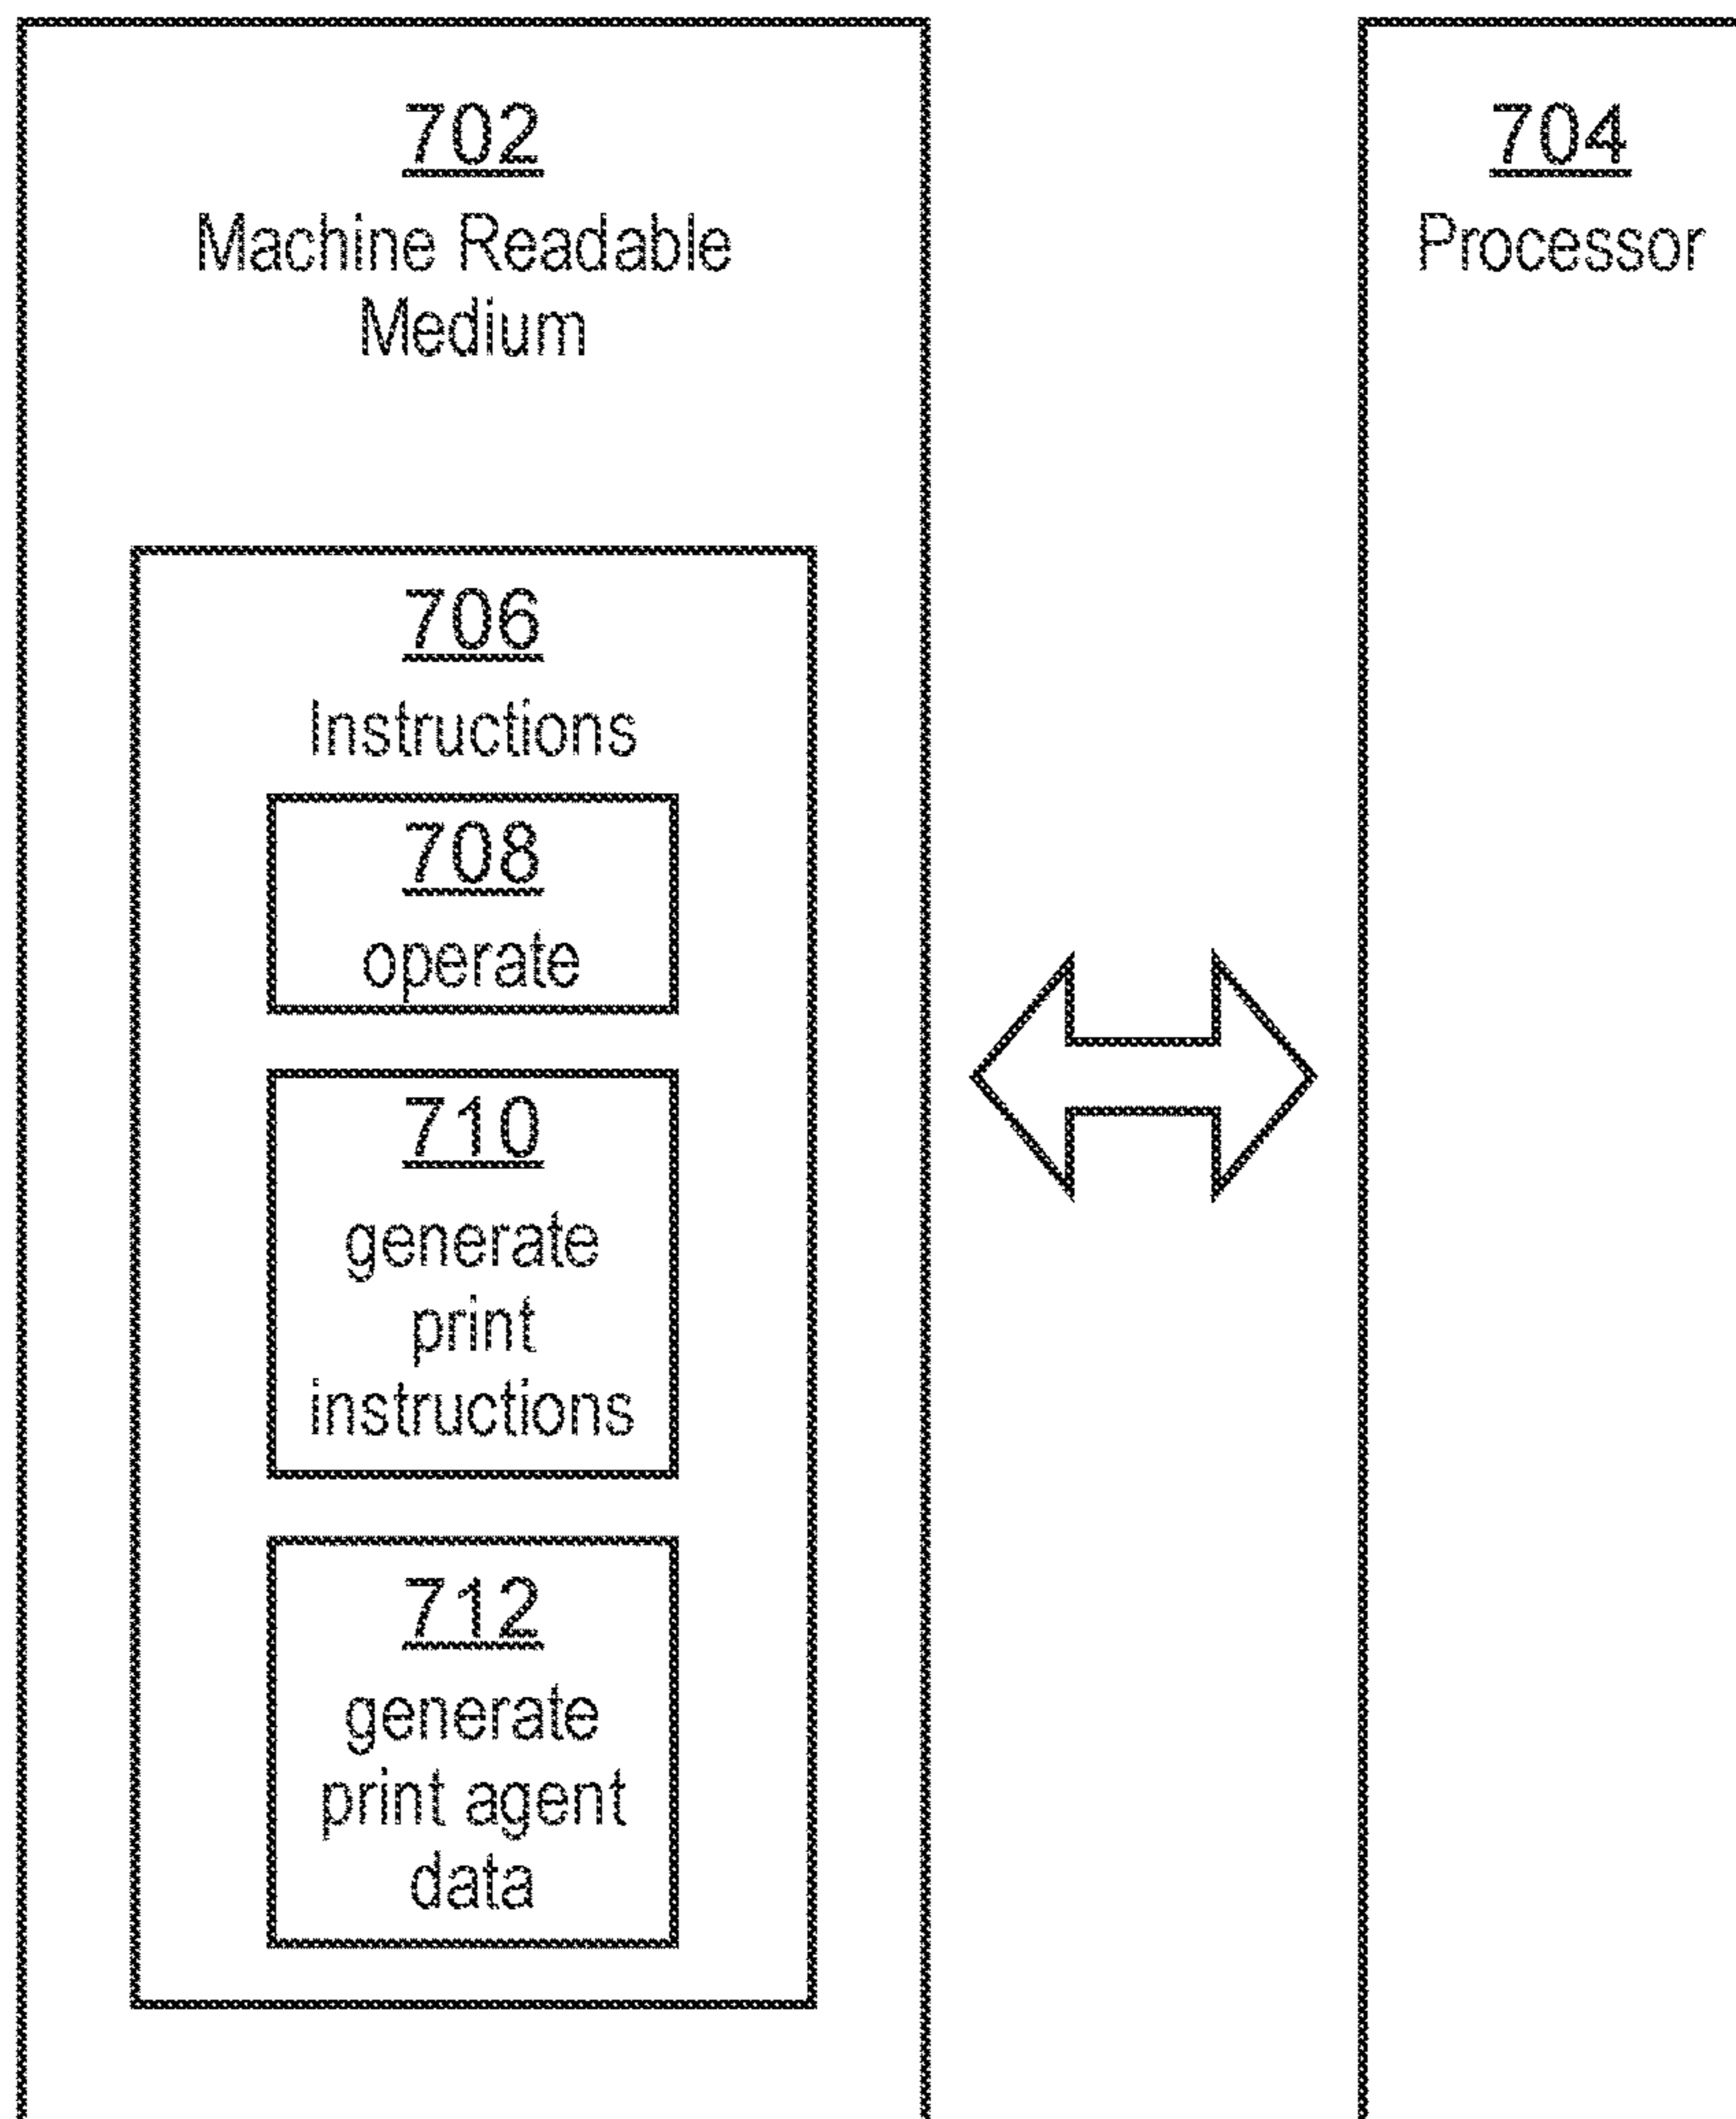 702
Machine Readable
Medium
706
Instructions
708
operate
710
generate
print
instructions
712
generate
print agent
data
704
Processor